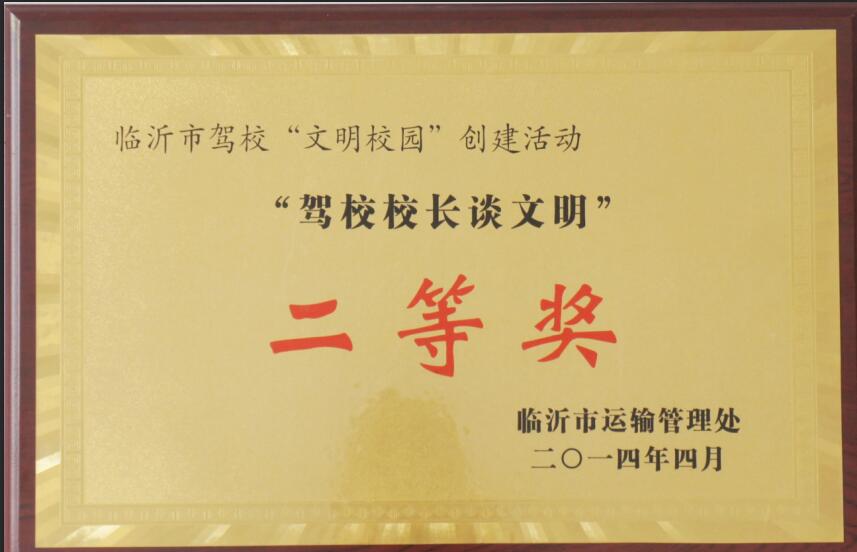 临沂市驾校“文明校园”创建活动
“驾校校长谈文明”
二等奖
临沂市运输管理处
二〇一四年四月